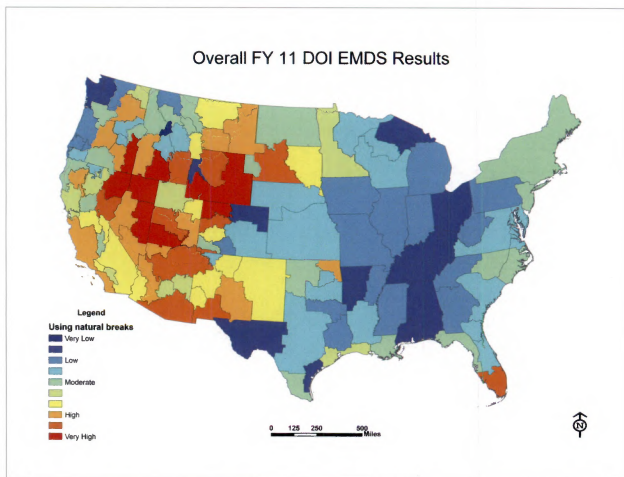 Overall FY 11 DOI EMDS Results
Legend
Using natural breaks
Very Low
Low
Moderate
High
Very High
0 125 250 500
Miles
N